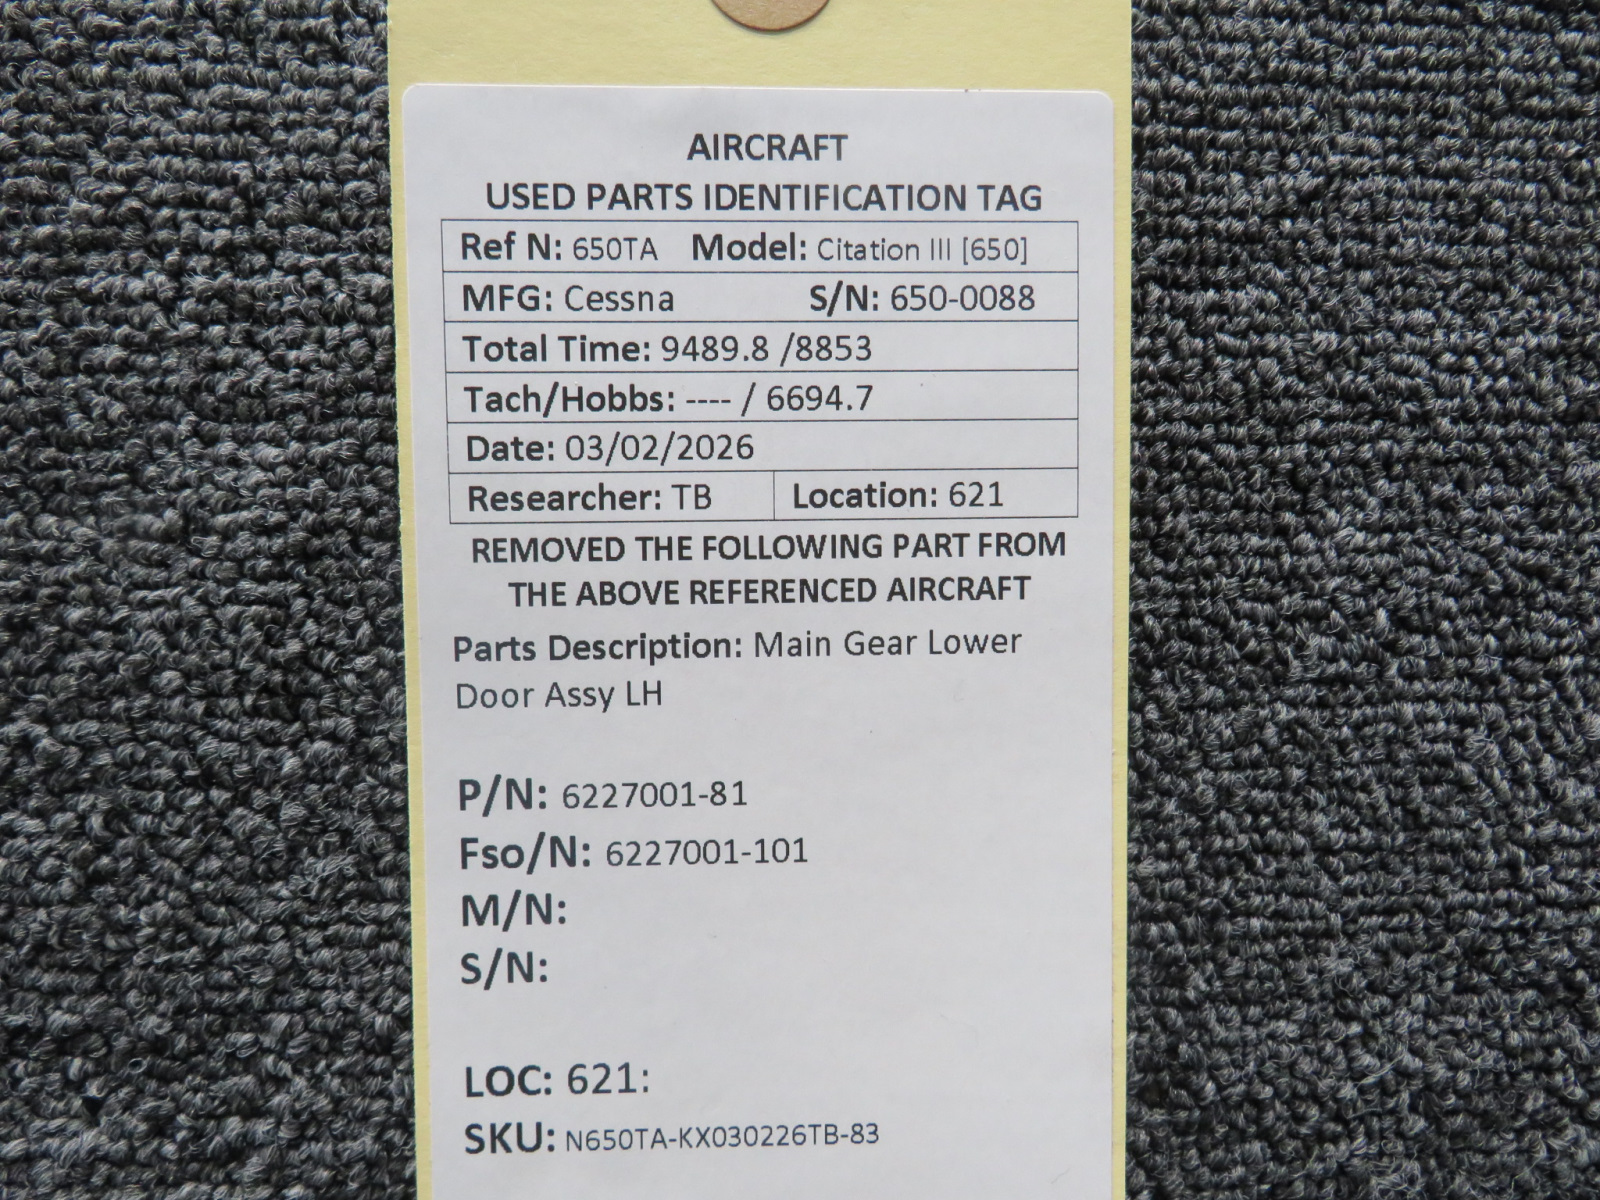 AIRCRAFT
USED PARTS IDENTIFICATION TAG
Ref N: 650TA Model: Citation III [650]
MFG: Cessna S/N: 650-0088
Total Time: 9489.8 /8853
Tach/Hobbs: ---- / 6694.7
Date: 03/02/2026
Researcher: TB Location: 621
REMOVED THE FOLLOWING PART FROM
THE ABOVE REFERENCED AIRCRAFT
Parts Description: Main Gear Lower
Door Assy LH
P/N: 6227001-81
Fso/N: 6227001-101
M/N:
S/N:
LOC: 621:
SKU: N650TA-KX030226TB-83